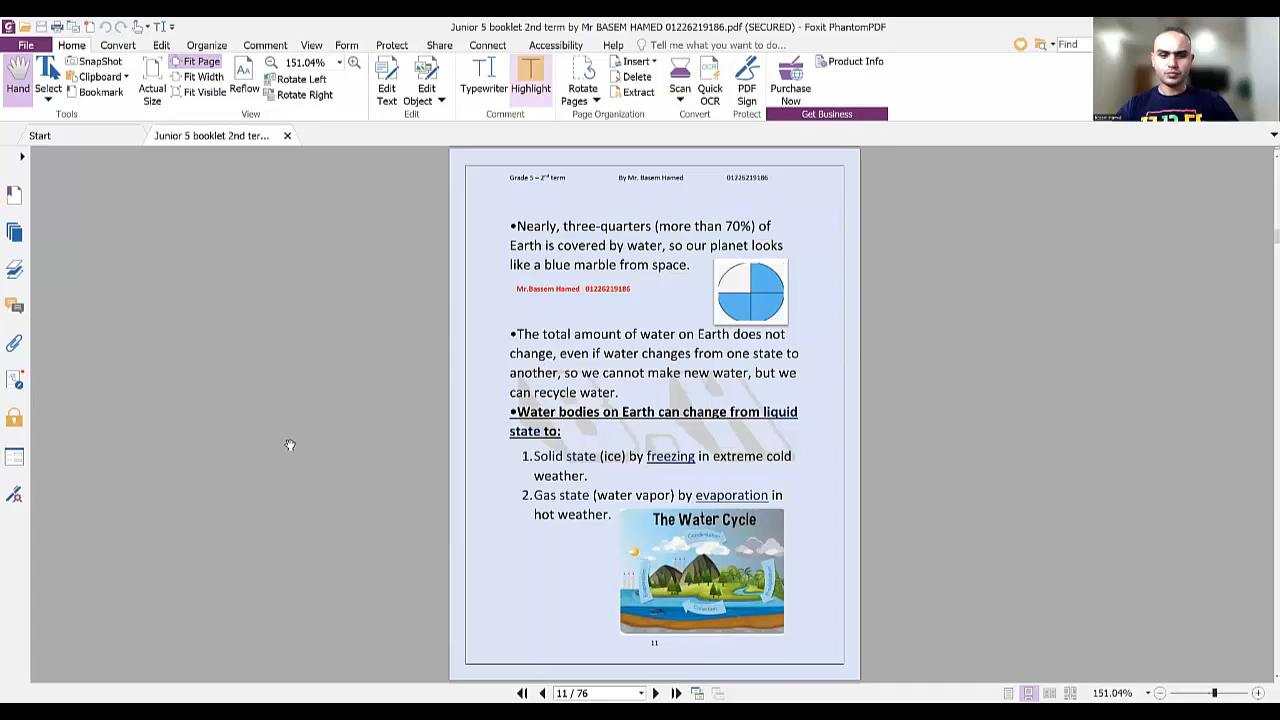 Junior 5 booklet 2nd term by Mr BASEM HAMED 01226219186.pdf (SECURED) - Foxit PhantomPDF
File Home Convert Edit Organize Comment View Form Protect Share Connect Accessibility Help Tell me what you want to do... Find
Hand
Select
SnapShot
Clipboard
Bookmark
Tools
Actual
Size
Fit Page
Fit Width
Fit Visible
Reflow
151.04%
Rotate Left
Rotate Right
View
Edit
Text
Edit
Object
Edit
Typewriter
Highlight
Comment
Rotate
Pages
Insert
Delete
Extract
Page Organization
Scan
Quick
OCR
Convert
PDF
Sign
Protect
Purchase
Now
Product Info
Get Business
Start Junior 5 booklet 2nd ter...
Grade 5 – 2nd term By Mr. Basem Hamed 01226219186
•Nearly, three-quarters (more than 70%) of
Earth is covered by water, so our planet looks
like a blue marble from space.
Mr.Bassem Hamed 01226219186
•The total amount of water on Earth does not
change, even if water changes from one state to
another, so we cannot make new water, but we
can recycle water.
•Water bodies on Earth can change from liquid
state to:
1.Solid state (ice) by freezing in extreme cold
weather.
2.Gas state (water vapor) by evaporation in
hot weather.
The Water Cycle
Condensation
Collection
11
11 / 76
151.04%